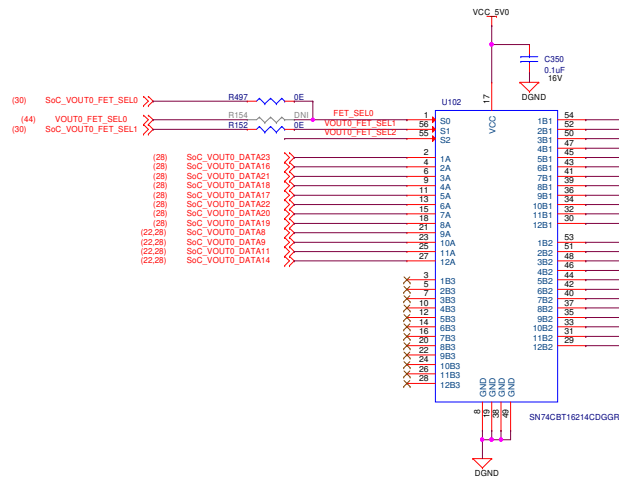 VCC_5V0
C350
0.1uF
16V
DGND
U102
17
VCC
(30) SoC_VOUT0_FET_SEL0 R497 0E
(44) VOUT0_FET_SEL0 R154 DNI FET_SEL0 1 S0
(30) SoC_VOUT0_FET_SEL1 R152 0E VOUT0_FET_SEL1 56 S1
VOUT0_FET_SEL2 55 S2
(28) SoC_VOUT0_DATA23 2 1A
(28) SoC_VOUT0_DATA16 4 2A
(28) SoC_VOUT0_DATA21 6 3A
(28) SoC_VOUT0_DATA18 9 4A
(28) SoC_VOUT0_DATA17 11 5A
(28) SoC_VOUT0_DATA22 13 6A
(28) SoC_VOUT0_DATA20 15 7A
(28) SoC_VOUT0_DATA19 18 8A
(22,28) SoC_VOUT0_DATA8 21 9A
(22,28) SoC_VOUT0_DATA9 23 10A
(22,28) SoC_VOUT0_DATA11 25 11A
(22,28) SoC_VOUT0_DATA14 27 12A
3 1B3
5 2B3
7 3B3
10 4B3
12 5B3
14 6B3
16 7B3
20 8B3
22 9B3
24 10B3
26 11B3
28 12B3
1B1 54
2B1 52
3B1 50
4B1 47
5B1 45
6B1 43
7B1 41
8B1 39
9B1 36
10B1 34
11B1 32
12B1 30
1B2 53
2B2 51
3B2 48
4B2 46
5B2 44
6B2 42
7B2 40
8B2 37
9B2 35
10B2 33
11B2 31
12B2 29
GND GND GND GND
8 19 38 49
SN74CBT16214CDGGR
DGND